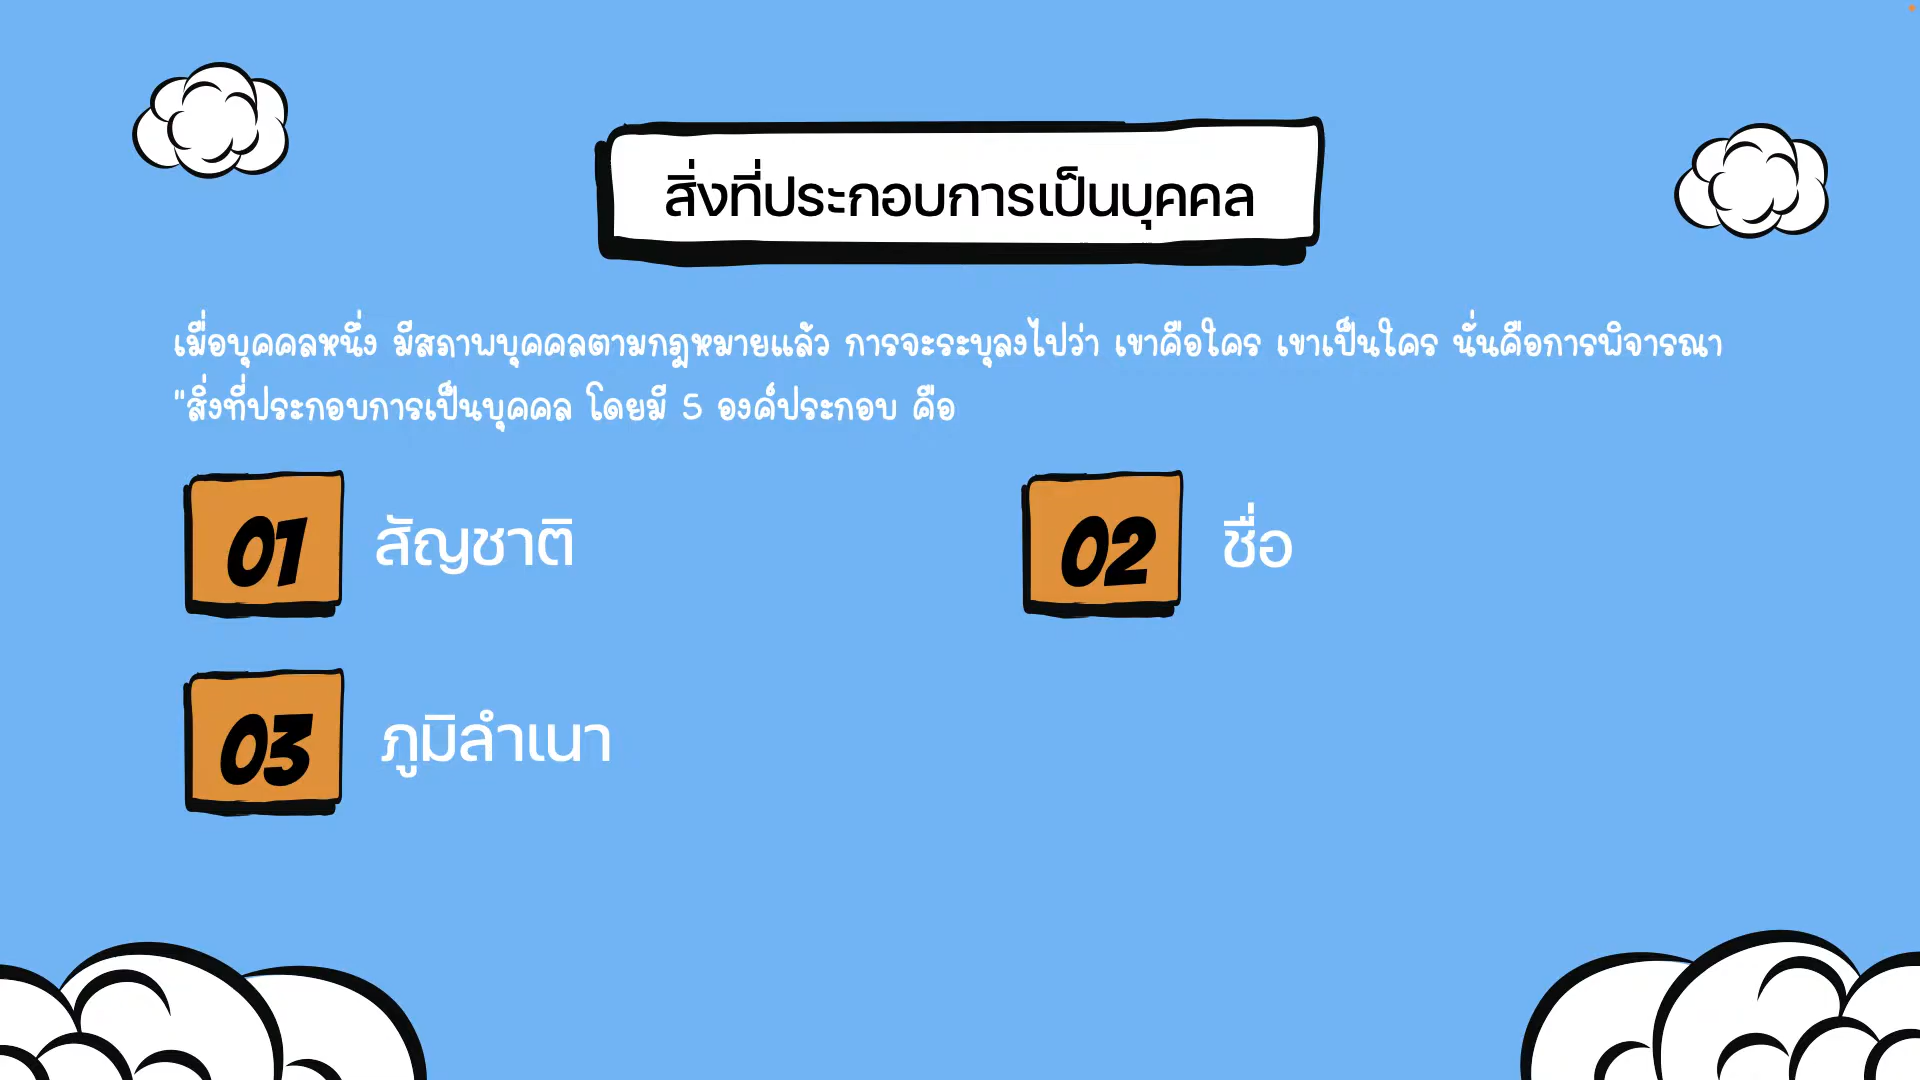 สิ่งที่ประกอบการเป็นบุคคล
เมื่อบุคคลหนึ่ง มีสภาพบุคคลตามกฎหมายแล้ว การจะระบุลงไปว่า เขาคือใคร เขาเป็นใคร นั่นคือการพิจารณา
"สิ่งที่ประกอบการเป็นบุคคล โดยมี 5 องค์ประกอบ คือ
01 สัญชาติ
02 ชื่อ
03 ภูมิลำเนา